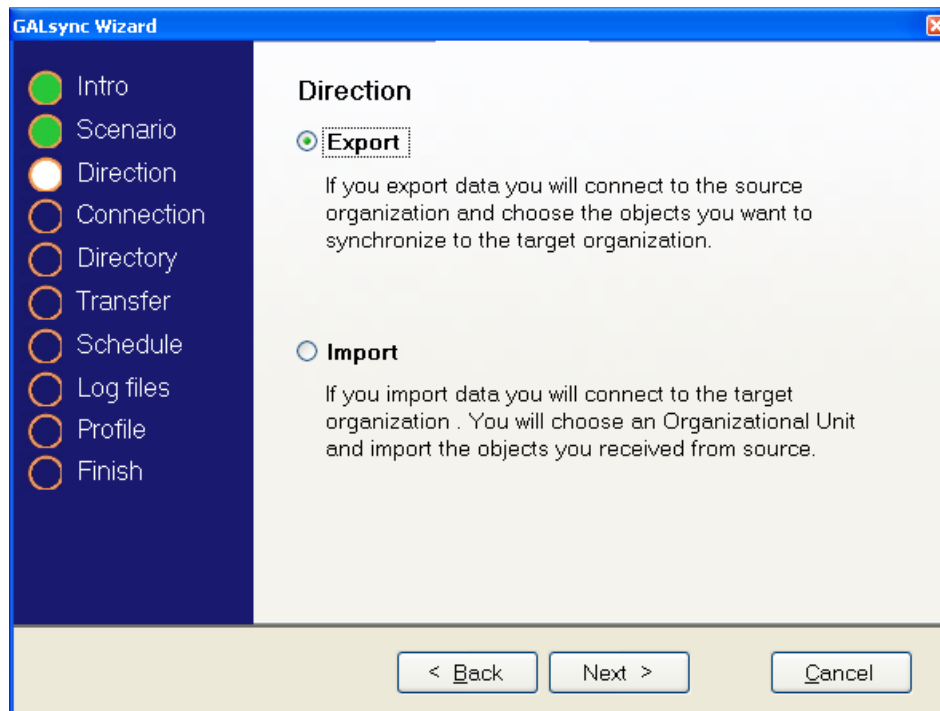 GALsync Wizard
Intro
Scenario
Direction
Connection
Directory
Transfer
Schedule
Log files
Profile
Finish
Direction
Export
If you export data you will connect to the source
organization and choose the objects you want to
synchronize to the target organization.
Import
If you import data you will connect to the target
organization . You will choose an Organizational Unit
and import the objects you received from source.
< Back
Next >
Cancel